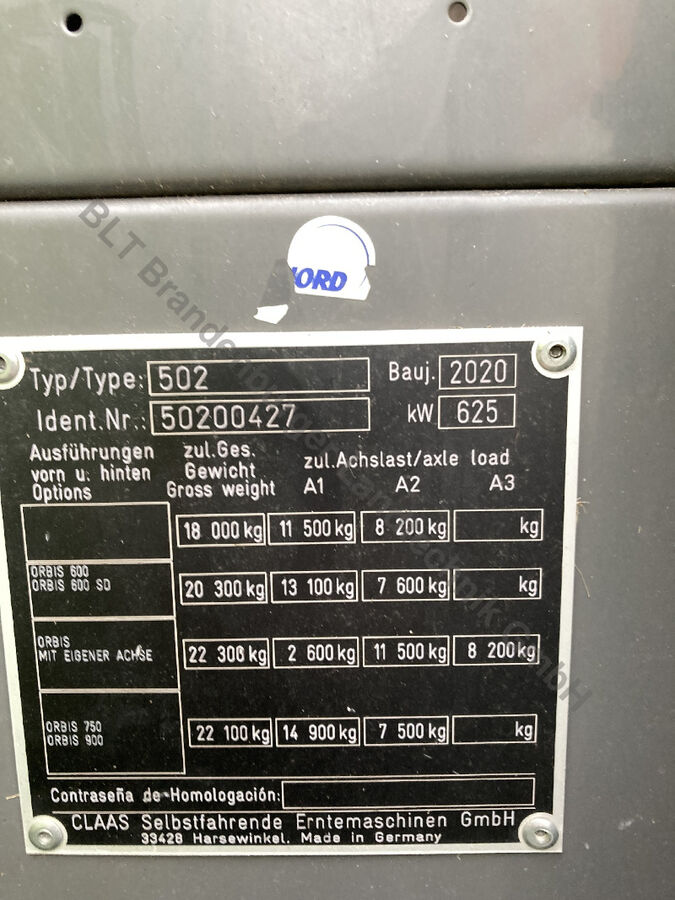 ORD
Typ/Type: 502 Bauj. 2020
Ident.Nr.: 50200427 kW 625
Ausführungen
vorn u. hinten
Options
zul.Ges.
Gewicht
Gross weight
zul.Achslast/axle load
A1 A2 A3
18 000 kg 11 500 kg 8 200 kg kg
ORBIS 600
ORBIS 600 SD
20 300 kg 13 100 kg 7 600 kg kg
ORBIS
MIT EIGENER ACHSE
22 300 kg 2 600 kg 11 500 kg 8 200 kg
ORBIS 750
ORBIS 900
22 100 kg 14 900 kg 7 500 kg kg
Contraseña de-Homologación:
CLAAS Selbstfahrende Erntemaschinen GmbH
33428 Harsewinkel. Made in Germany
BLT Brandenburger Landtechnik GmbH